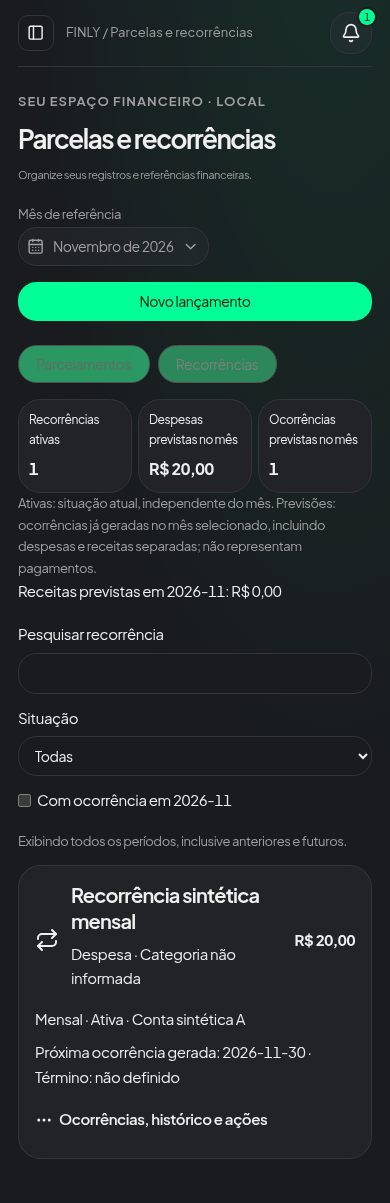 FINLY / Parcelas e recorrências
1
SEU ESPAÇO FINANCEIRO · LOCAL
Parcelas e recorrências
Organize seus registros e referências financeiras.
Mês de referência
Novembro de 2026
Novo lançamento
Parcelamentos
Recorrências
Recorrências
ativas
1
Despesas
previstas no mês
R$ 20,00
Ocorrências
previstas no mês
1
Ativas: situação atual, independente do mês. Previsões:
ocorrências já geradas no mês selecionado, incluindo
despesas e receitas separadas; não representam
pagamentos.
Receitas previstas em 2026-11: R$ 0,00
Pesquisar recorrência
Situação
Todas
Com ocorrência em 2026-11
Exibindo todos os períodos, inclusive anteriores e futuros.
Recorrência sintética
mensal
Despesa · Categoria não
informada
R$ 20,00
Mensal · Ativa · Conta sintética A
Próxima ocorrência gerada: 2026-11-30 ·
Término: não definido
Ocorrências, histórico e ações